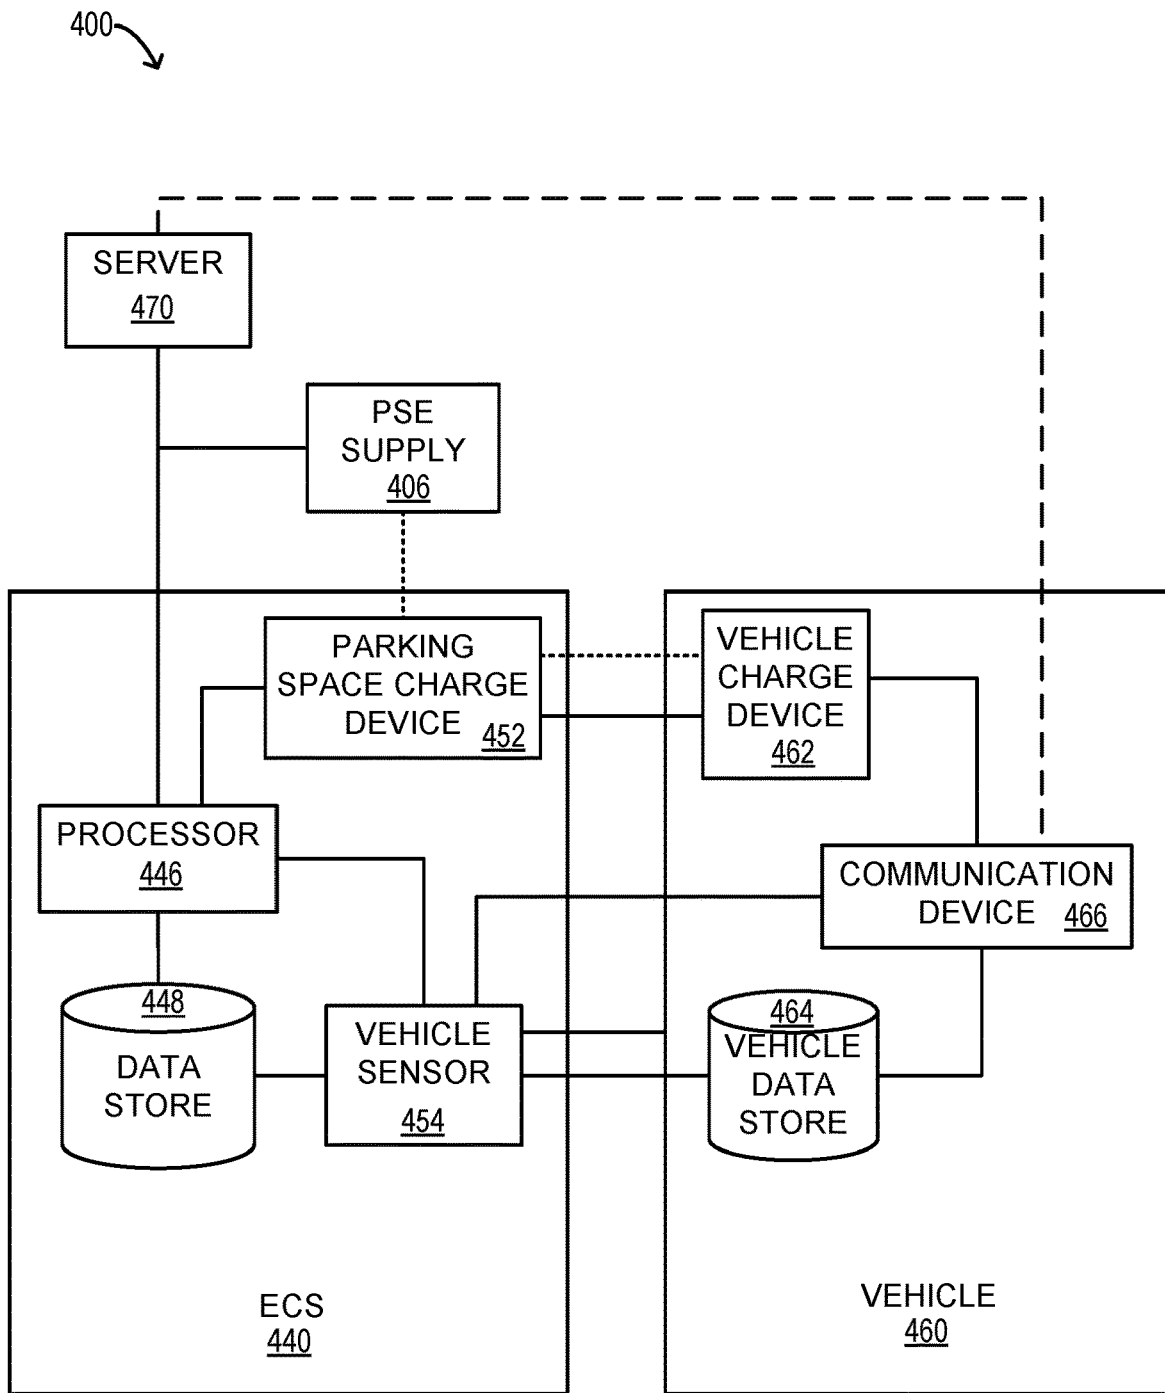 400
SERVER
470
PSE
SUPPLY
406
PARKING
SPACE CHARGE
DEVICE 452
VEHICLE
CHARGE
DEVICE
462
PROCESSOR
446
COMMUNICATION
DEVICE 466
448
DATA
STORE
VEHICLE
SENSOR
454
464
VEHICLE
DATA
STORE
ECS
440
VEHICLE
460